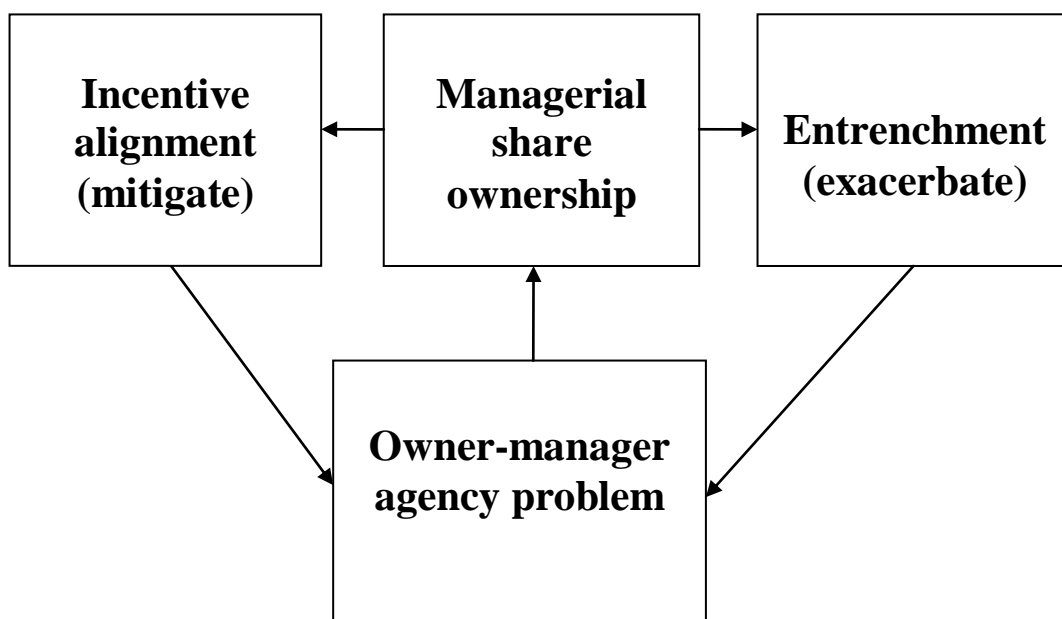 Incentive
alignment
(mitigate)
Managerial
share
ownership
Entrenchment
(exacerbate)
Owner-manager
agency problem